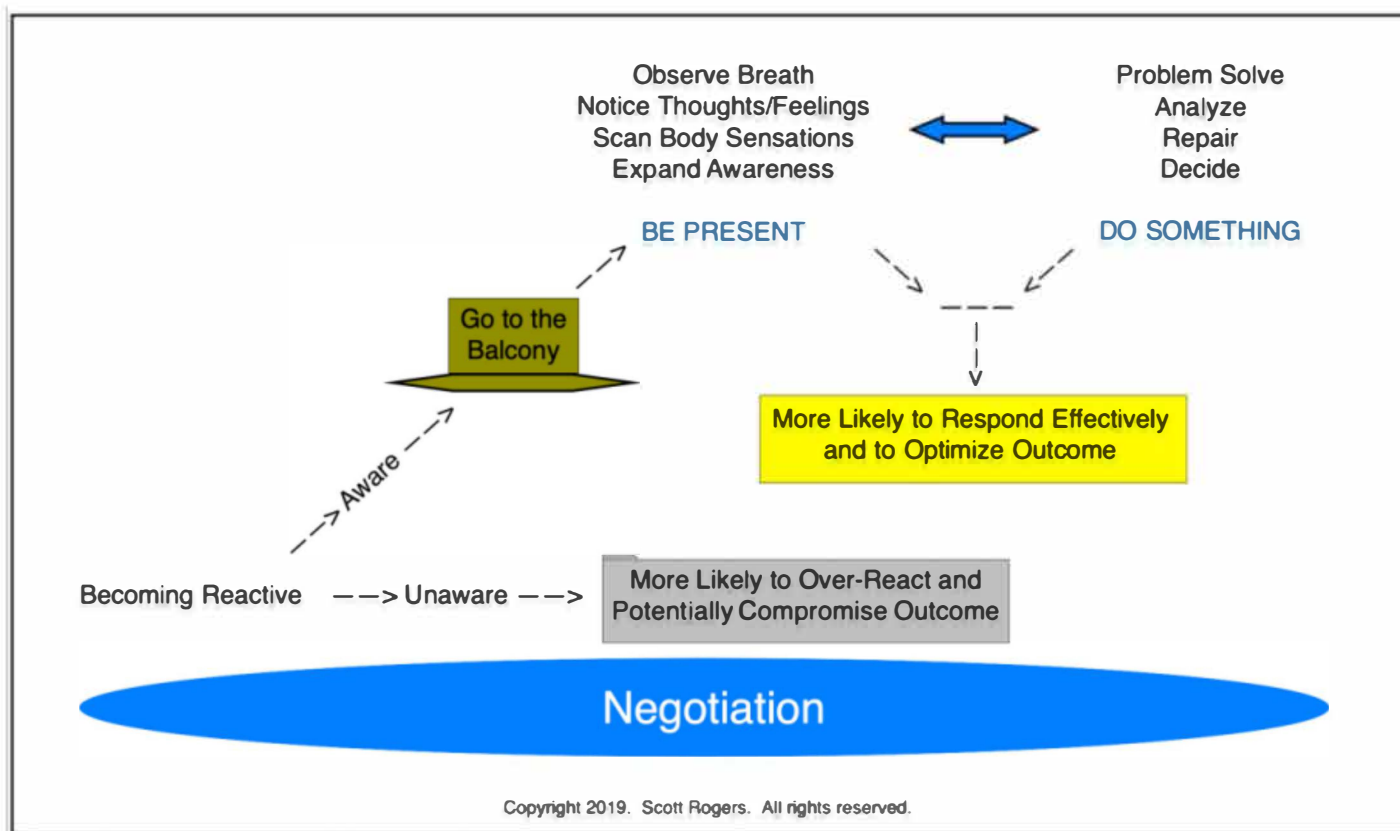 Observe Breath
Notice Thoughts/Feelings
Scan Body Sensations
Expand Awareness
BE PRESENT
Problem Solve
Analyze
Repair
Decide
DO SOMETHING
Go to the
Balcony
More Likely to Respond Effectively
and to Optimize Outcome
Aware
Becoming Reactive
Unaware
More Likely to Over-React and
Potentially Compromise Outcome
Negotiation
Copyright 2019. Scott Rogers. All rights reserved.